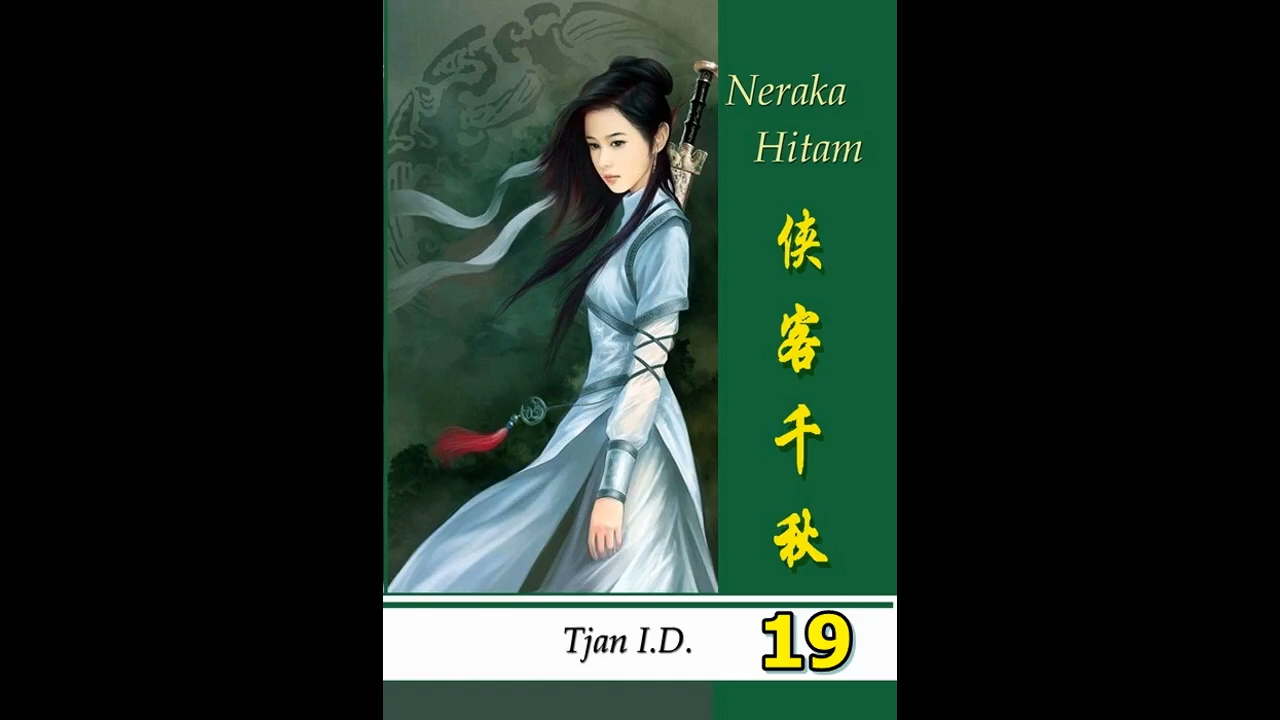 Neraka
Hitam
侠
客
千
秋
Tjan I.D.
19